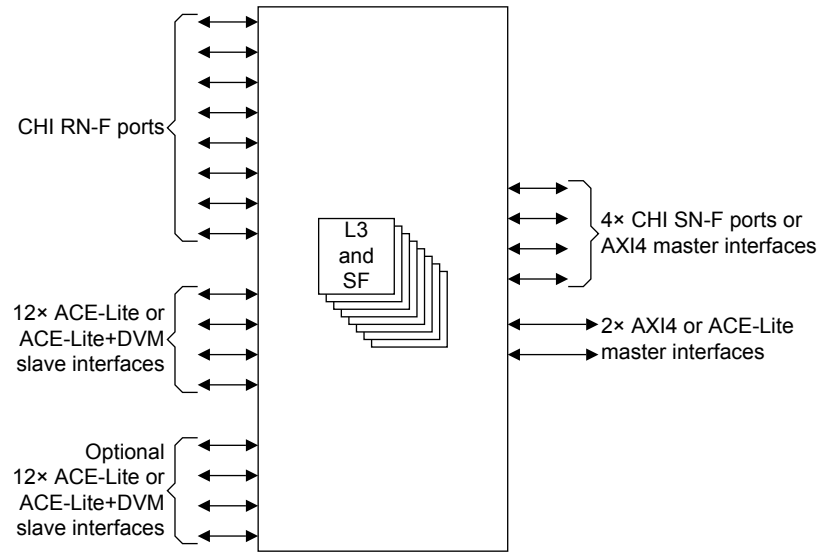 CHI RN-F ports
12× ACE-Lite or
ACE-Lite+DVM
slave interfaces
Optional
12× ACE-Lite or
ACE-Lite+DVM
slave interfaces
L3
and
SF
4× CHI SN-F ports or
AXI4 master interfaces
2× AXI4 or ACE-Lite
master interfaces